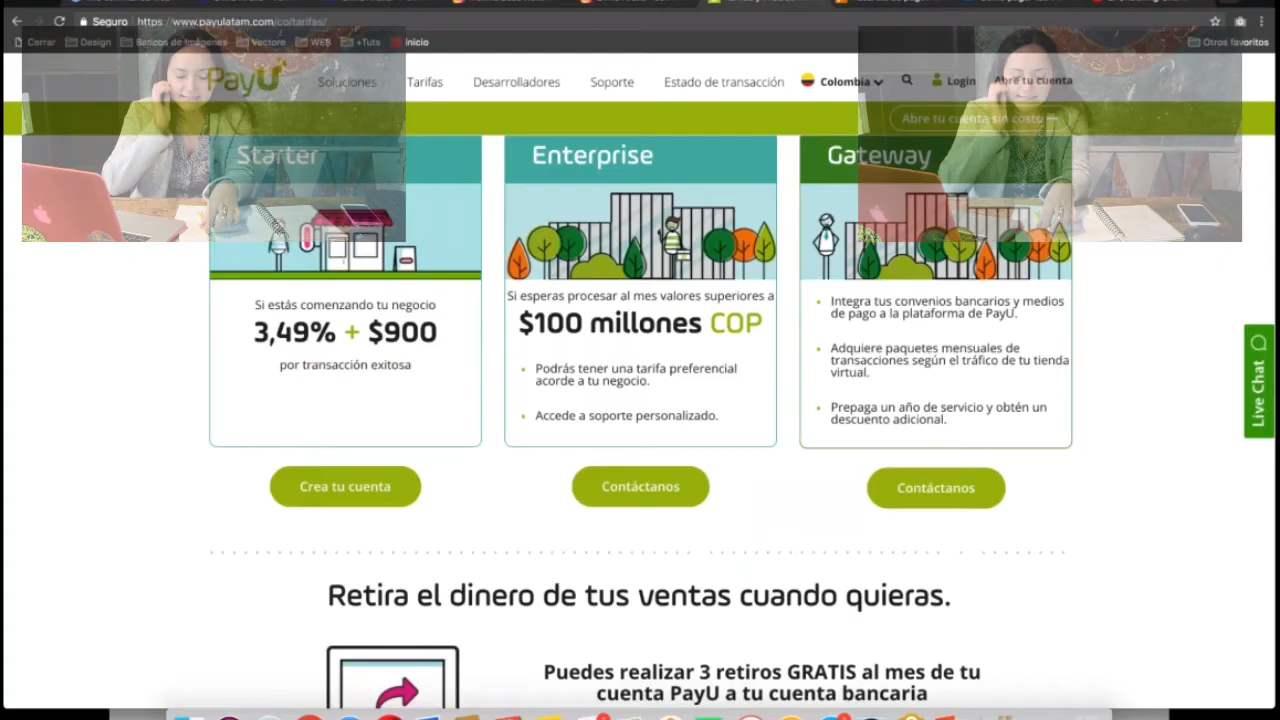 Seguro | https://www.payulatam.com/co/tarifas/
Cerrar Design Bancos de Imágenes Vectore WEB +Tuts Inicio Otros favoritos
PayU Soluciones Tarifas Desarrolladores Soporte Estado de transacción Colombia Login Abre tu cuenta
Abre tu cuenta sin costo
Starter
Si estás comenzando tu negocio
3,49% + $900
por transacción exitosa
Crea tu cuenta
Enterprise
Si esperas procesar al mes valores superiores a
$100 millones COP
• Podrás tener una tarifa preferencial
acorde a tu negocio.
• Accede a soporte personalizado.
Contáctanos
Gateway
• Integra tus convenios bancarios y medios
de pago a la plataforma de PayU.
• Adquiere paquetes mensuales de
transacciones según el tráfico de tu tienda
virtual.
• Prepaga un año de servicio y obtén un
descuento adicional.
Contáctanos
Live Chat
Retira el dinero de tus ventas cuando quieras.
Puedes realizar 3 retiros GRATIS al mes de tu
cuenta PayU a tu cuenta bancaria